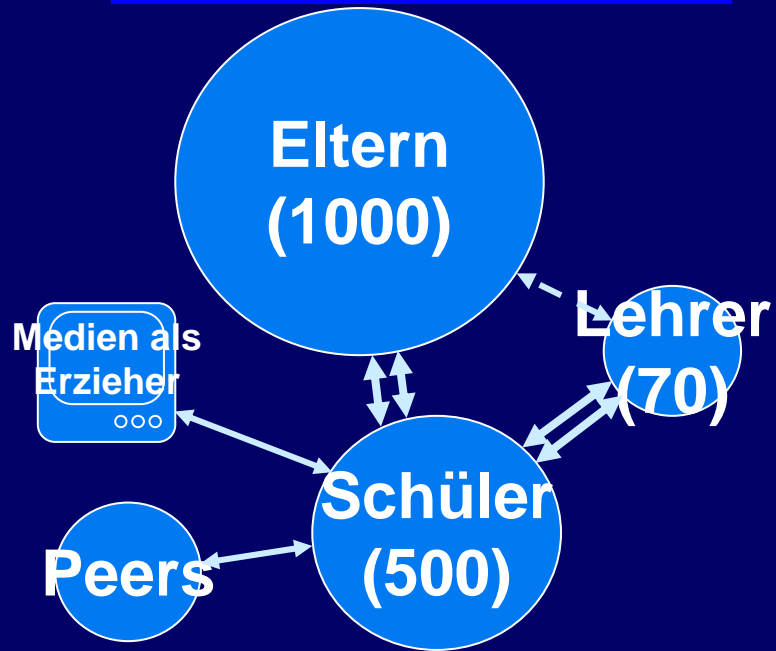 Eltern
(1000)
Lehrer
(70)
Medien als
Erzieher
Schüler
(500)
Peers